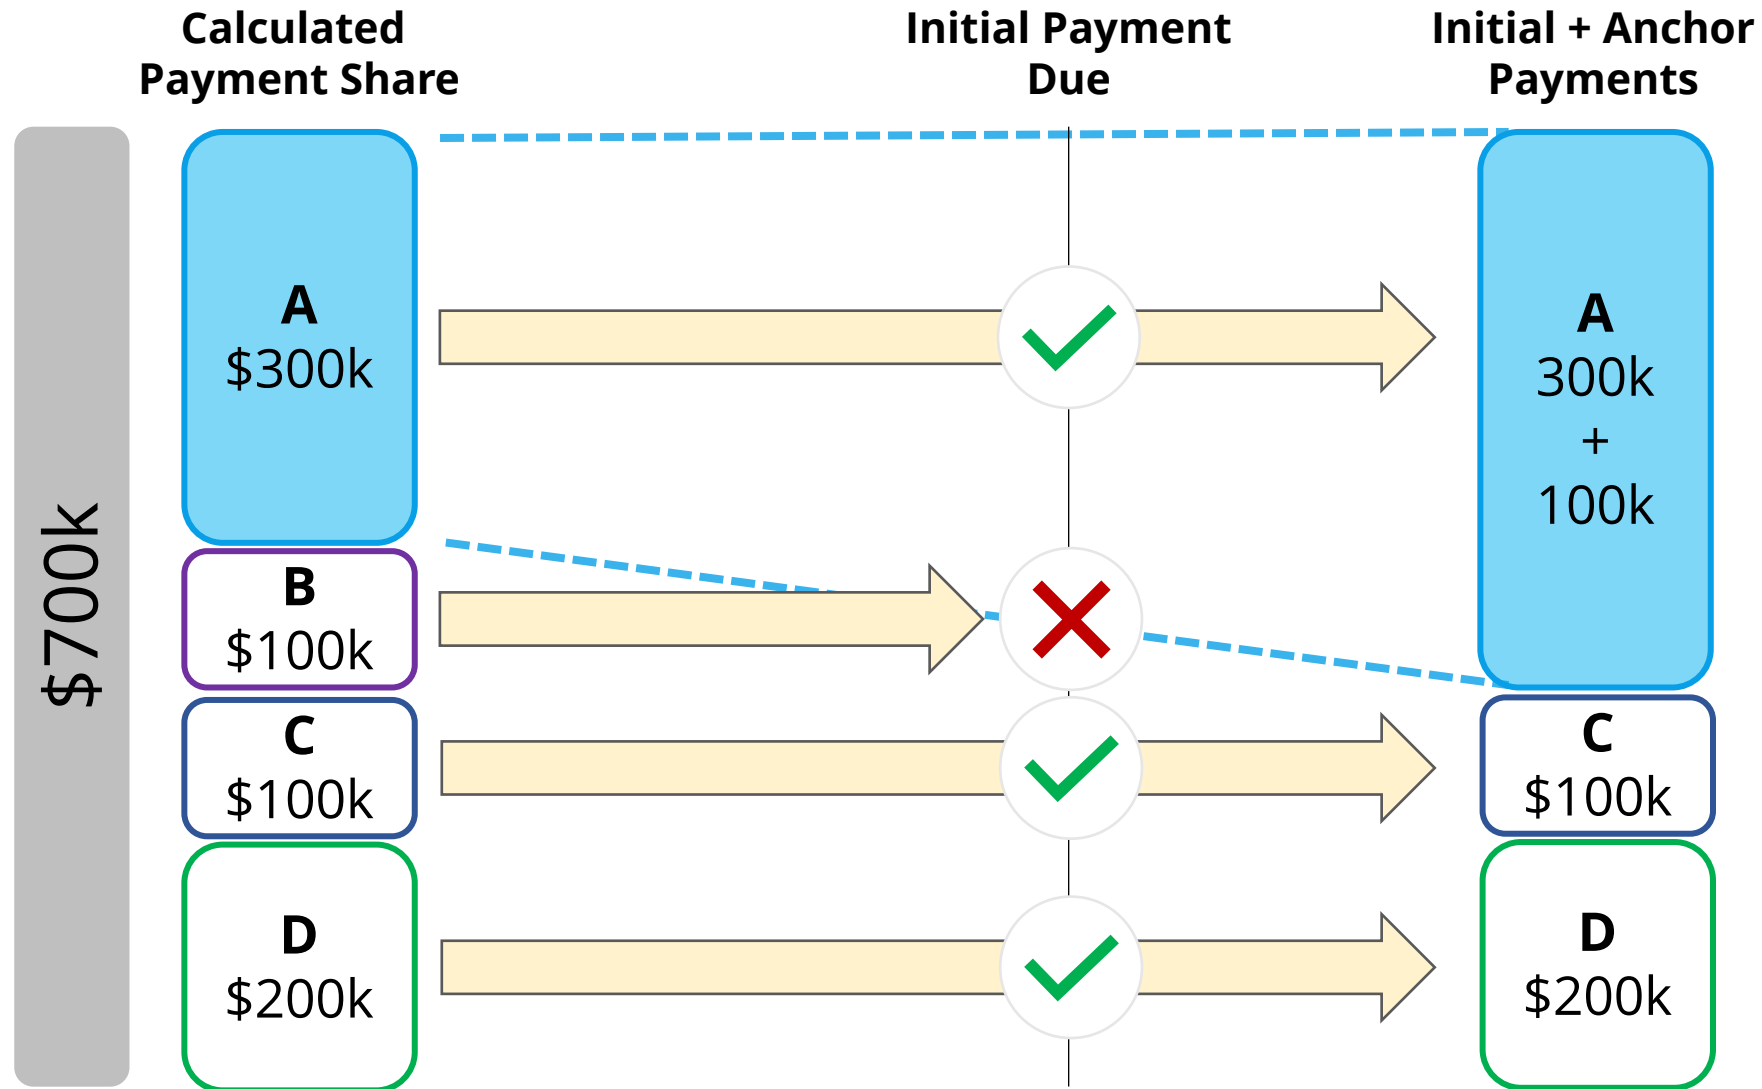 Calculated
Payment Share
Initial Payment
Due
Initial + Anchor
Payments
$700k
A
$300k
B
$100k
C
$100k
D
$200k
A
300k
+
100k
C
$100k
D
$200k